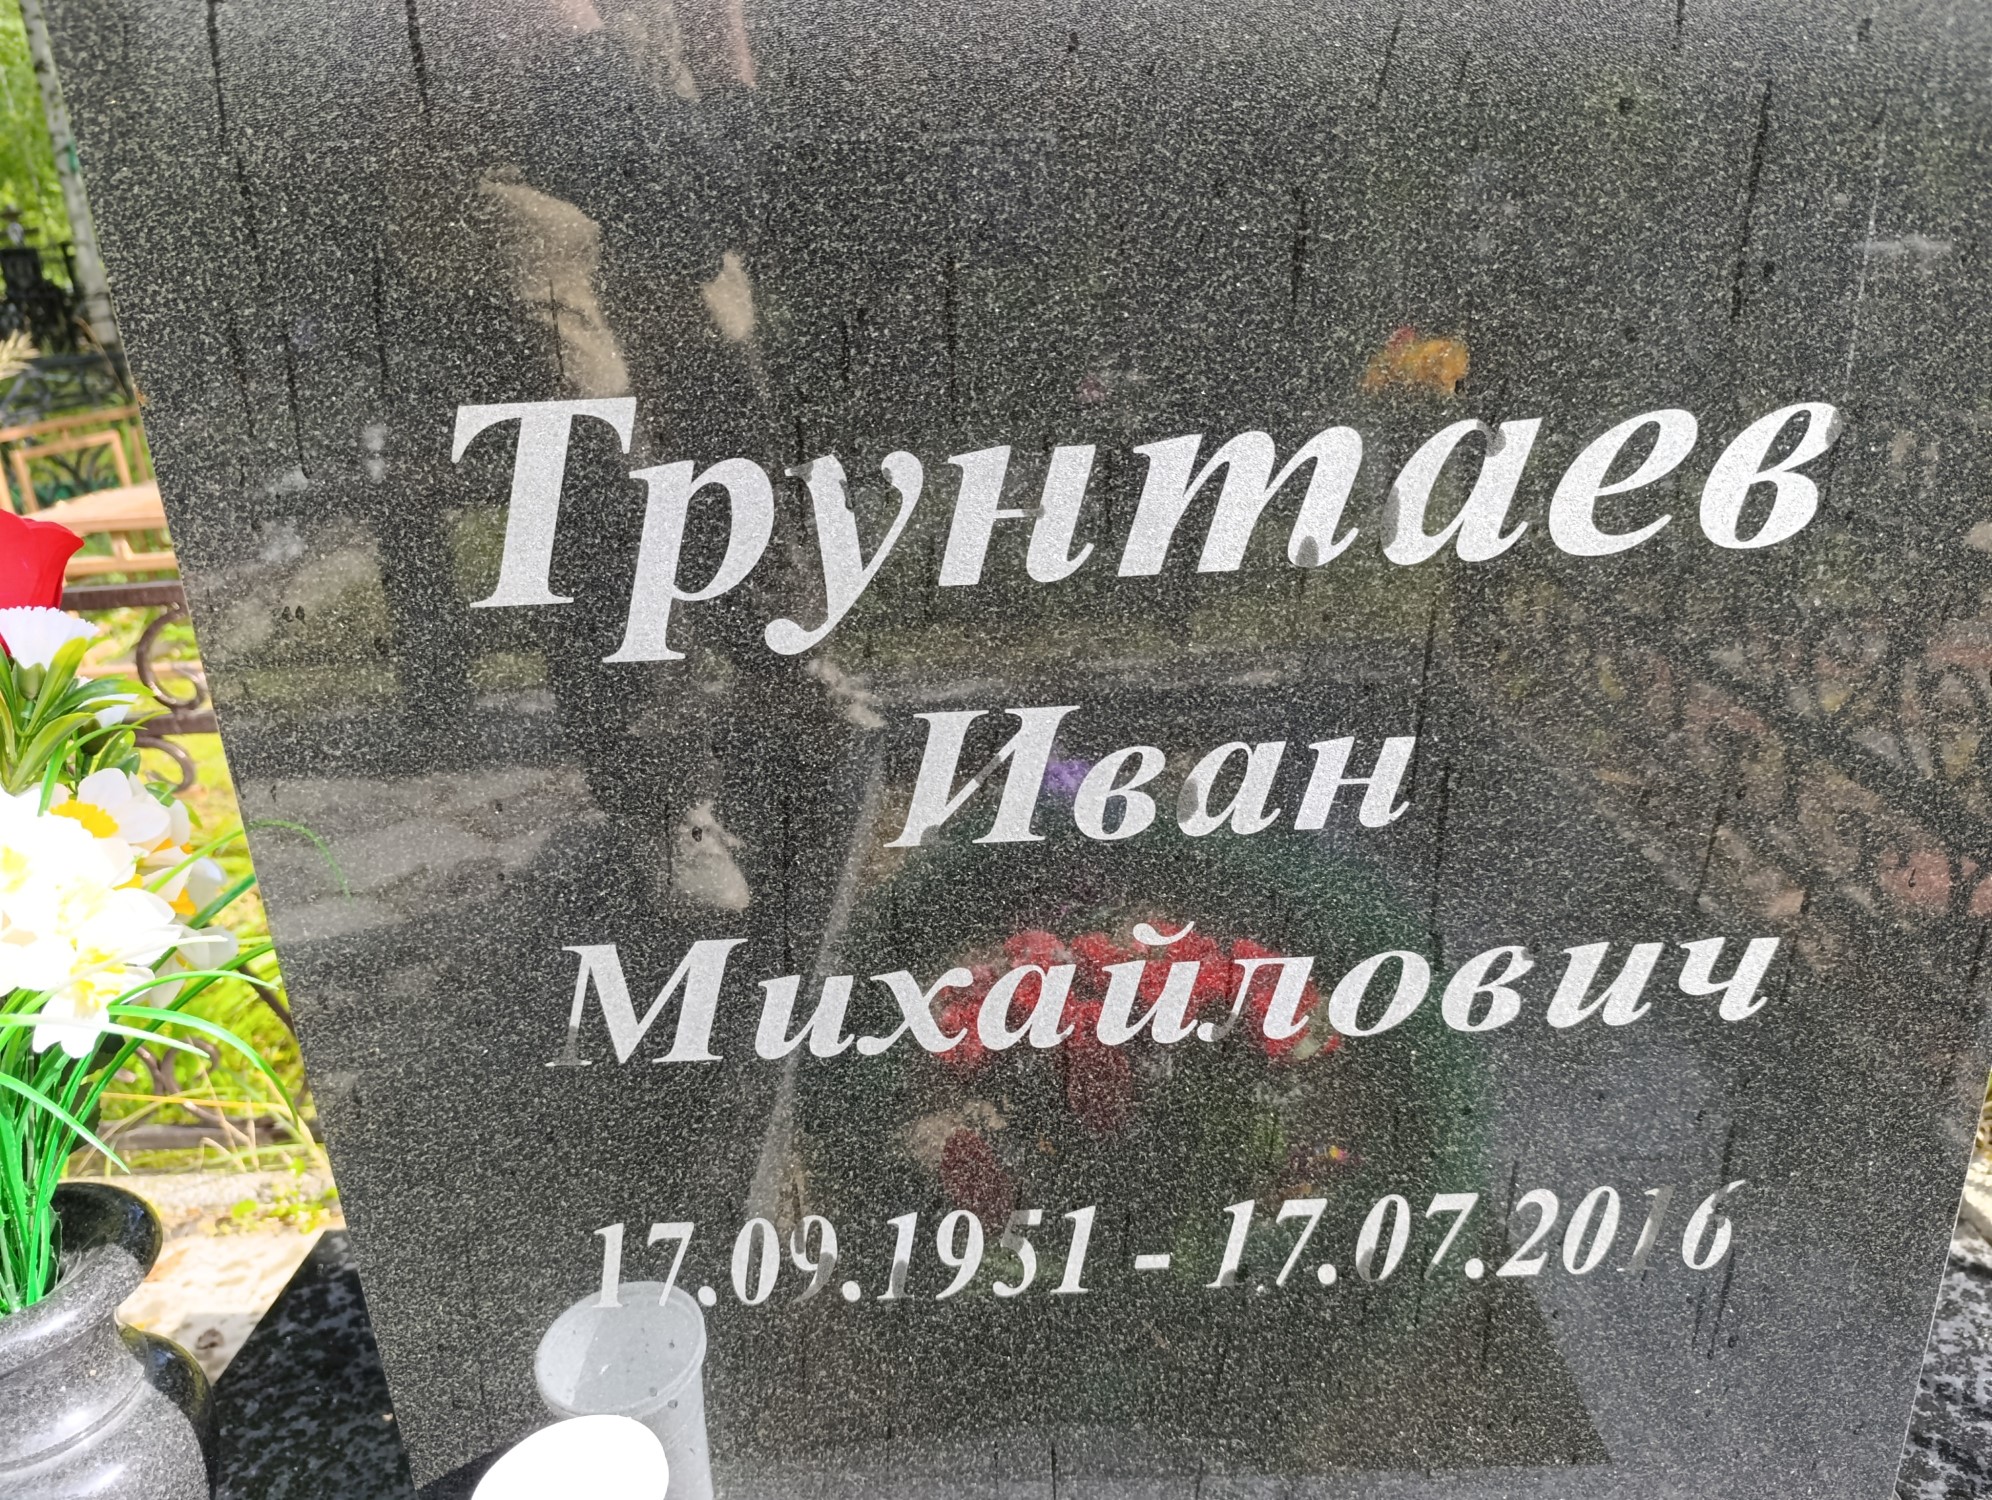 Трунтаев
Иван
Михайлович
17.09.1951 - 17.07.2016